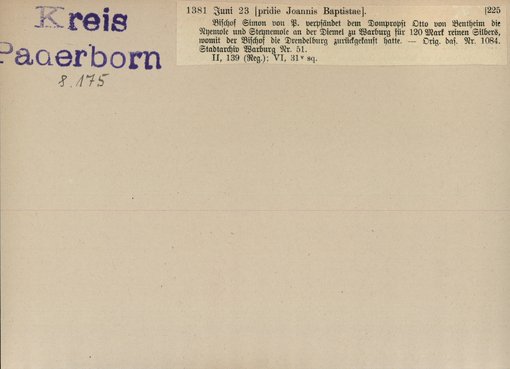 Kreis
Paderborn
8.175
1381 Juni 23 [pridie Joannis Baptistae]. [225
Bischof Simon von P. verpfändet dem Dompropst Otto von Bentheim die
Nyemole und Steynemole an der Diemel zu Warburg für 120 Mark reinen Silbers,
womit der Bischof die Drendelburg zurückgekauft hatte. — Orig. das. Nr. 1084.
Stadtarchiv Warburg Nr. 51.
II, 139 (Reg.); VI, 31v sq.